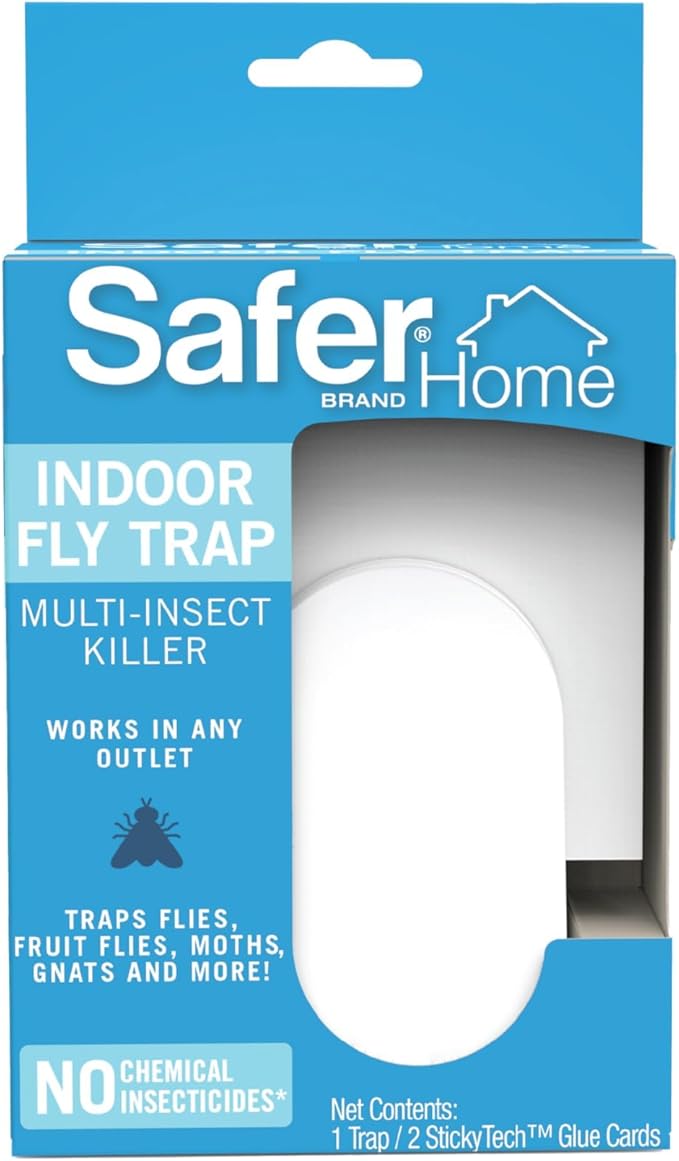 Safer®
BRAND
Home
INDOOR
FLY TRAP
MULTI-INSECT
KILLER
WORKS IN ANY
OUTLET
TRAPS FLIES,
FRUIT FLIES, MOTHS,
GNATS AND MORE!
NO CHEMICAL
INSECTICIDES*
Net Contents:
1 Trap / 2 StickyTech™ Glue Cards